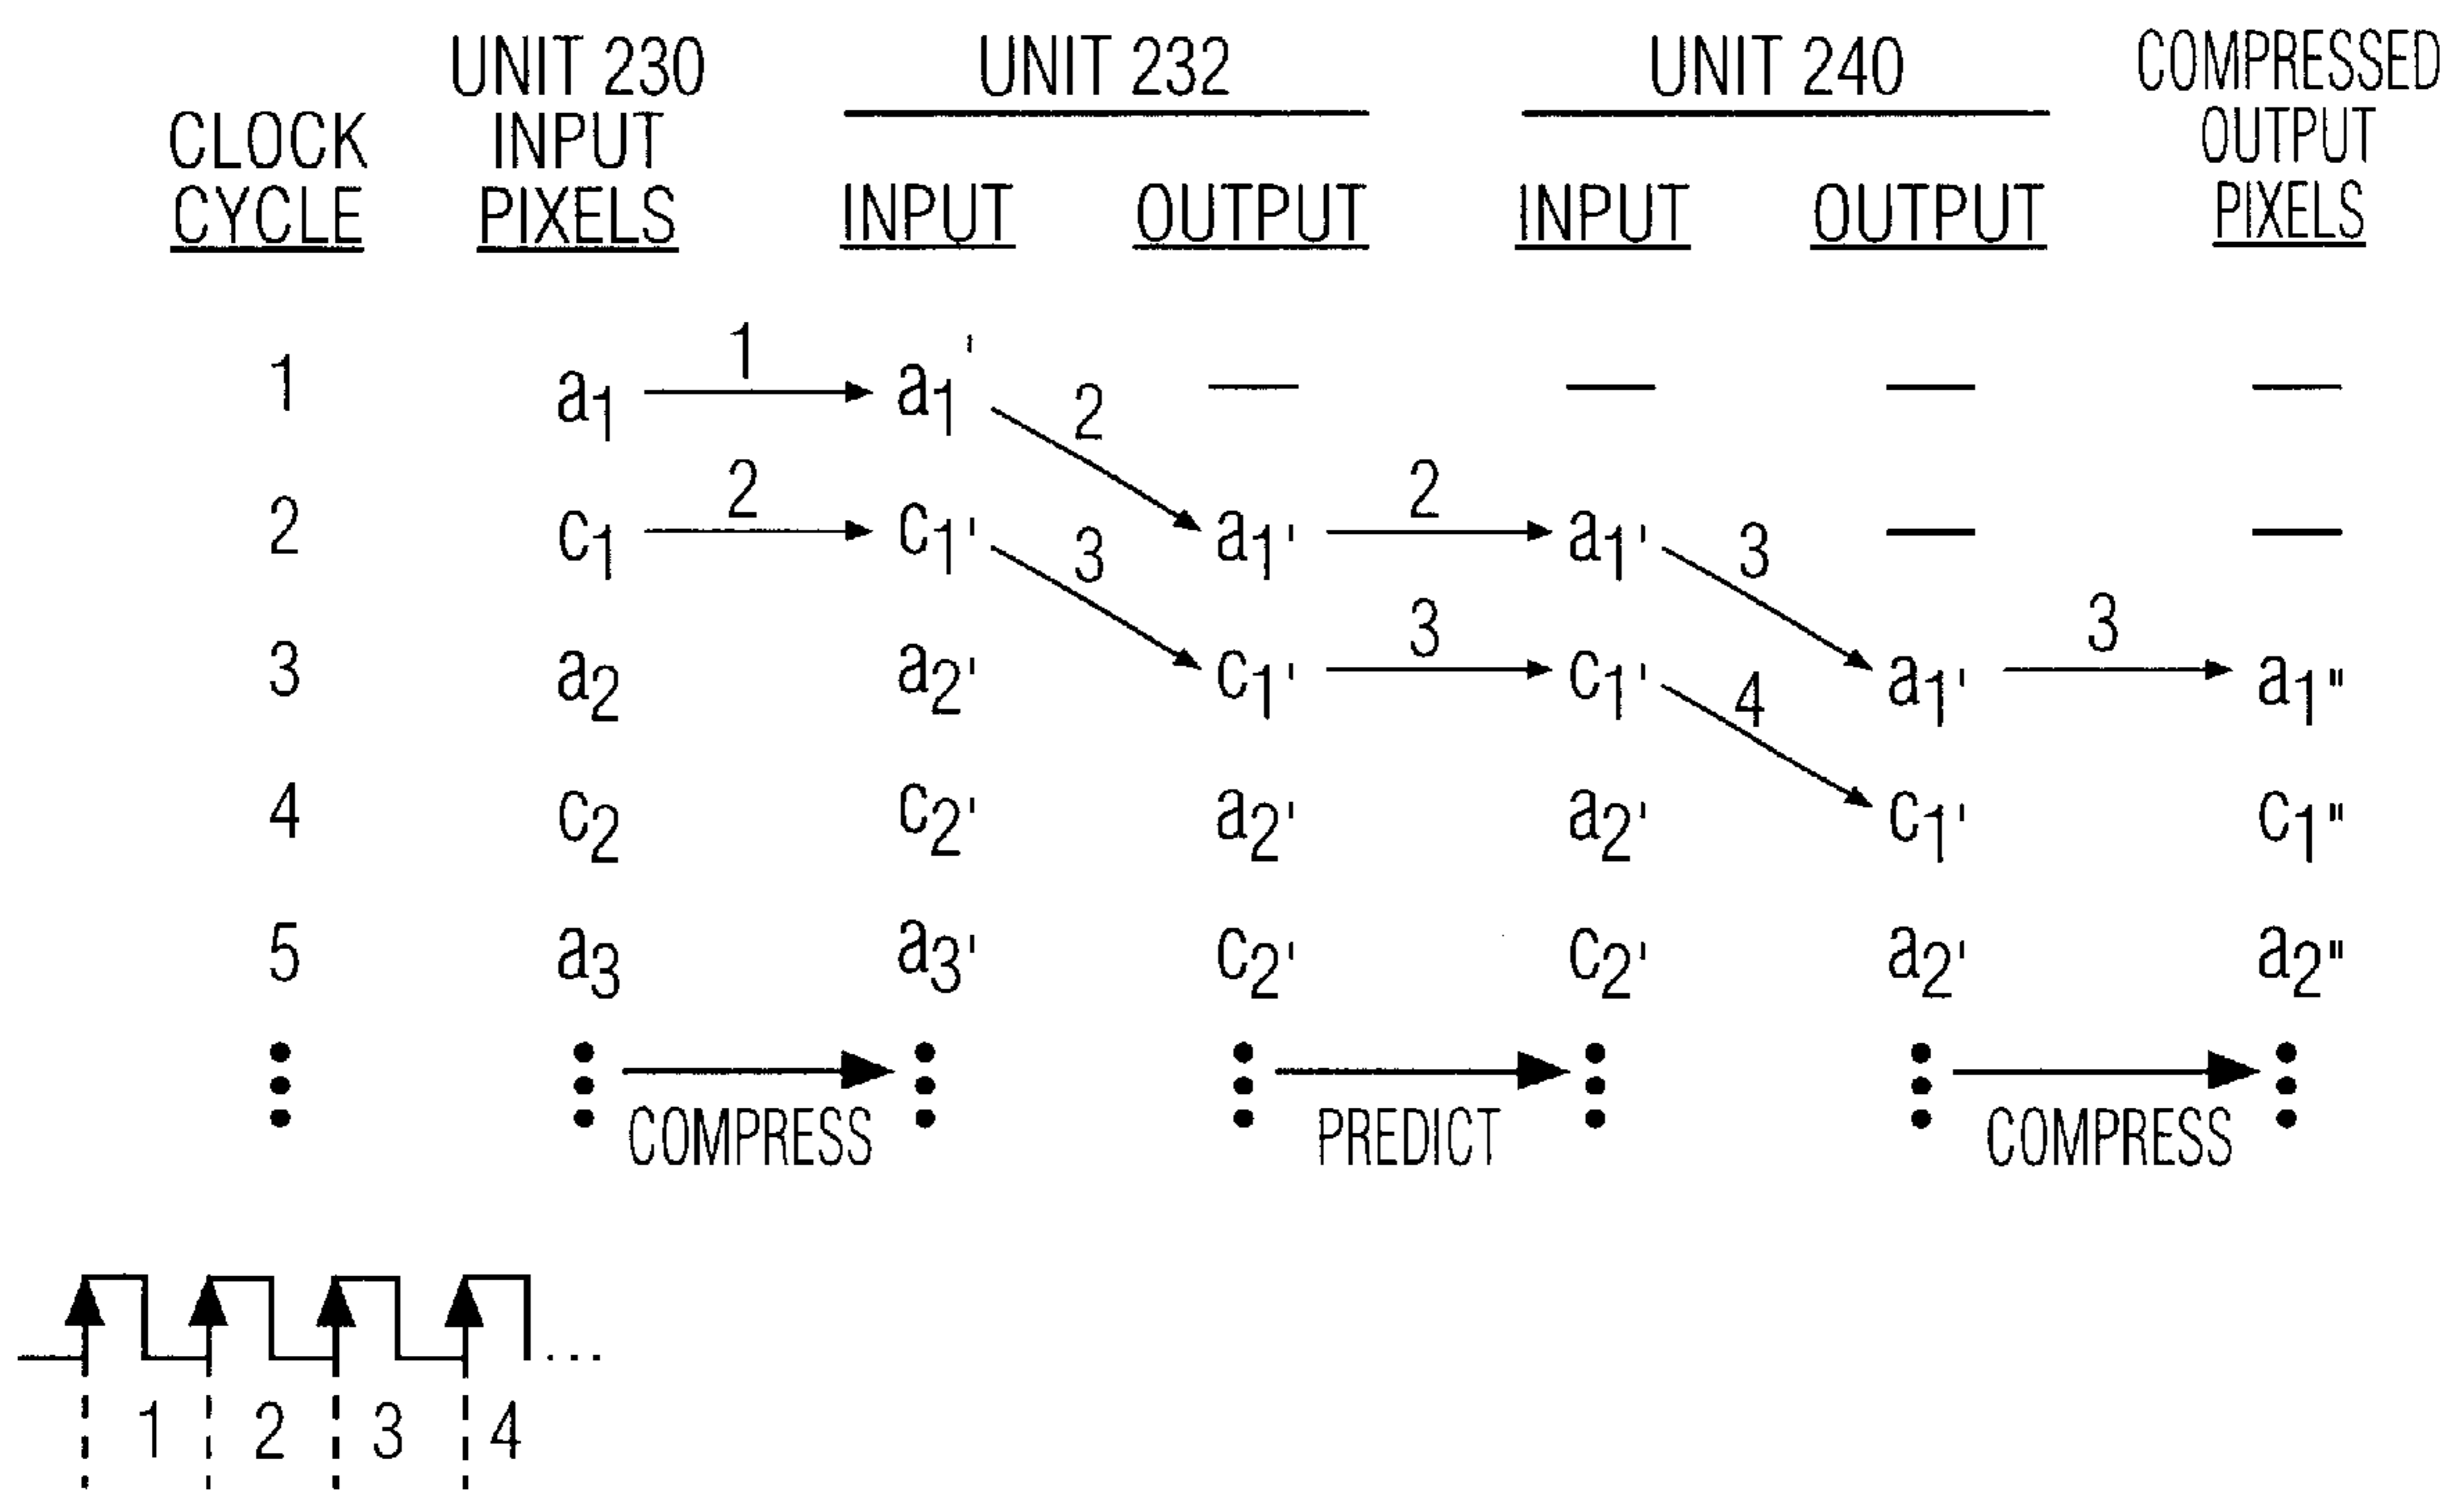 UNIT 230 UNIT 232 UNIT 240 COMPRESSED
CLOCK INPUT OUTPUT
CYCLE PIXELS INPUT OUTPUT INPUT OUTPUT PIXELS
1 a1 1 a1' 2 — — — —
2 c1 2 c1' 3 a1' 2 a1' 3 — —
3 a2 a2' c1' 3 c1' 4 a1' 3 a1"
4 c2 c2' a2' a2' c1' c1"
5 a3 a3' c2' c2' a2' a2"
COMPRESS PREDICT COMPRESS
...
1 2 3 4